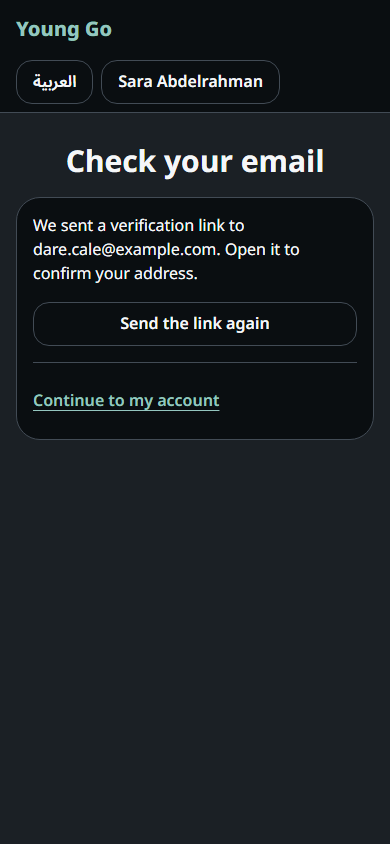 Young Go
العربية
Sara Abdelrahman
Check your email
We sent a verification link to
dare.cale@example.com. Open it to
confirm your address.
Send the link again
Continue to my account